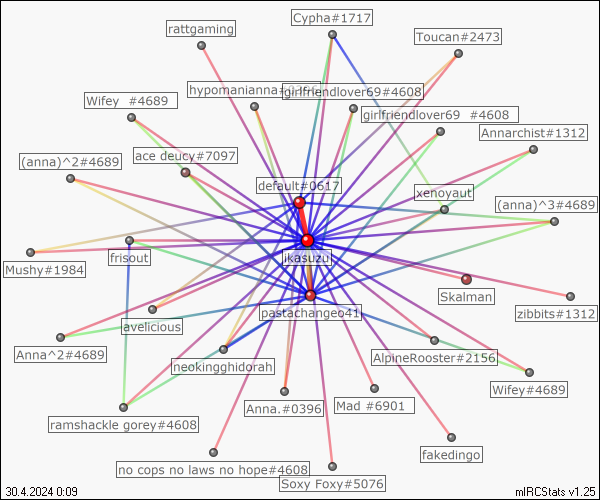 Cypha#1717
rattgaming
Toucan#2473
hypomanianna#0396
girlfriendlover69#4608
Wifey  #4689
girlfriendlover69  #4608
Annarchist#1312
ace deucy#7097
(anna)^2#4689
default#0617
xenoyaut
(anna)^3#4689
frisout
ikasuzu
Mushy#1984
Skalman
zibbits#1312
pastachangeo41
avelicious
Anna^2#4689
neokingghidorah
AlpineRooster#2156
Wifey#4689
Anna.#0396
Mad #6901
ramshackle gorey#4608
fakedingo
no cops no laws no hope#4608
Soxy Foxy#5076
30.4.2024 0:09
mIRCStats v1.25